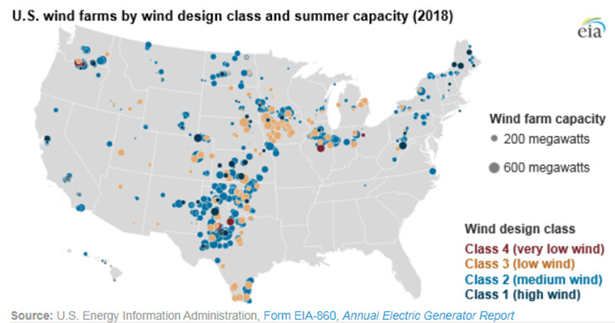 U.S. wind farms by wind design class and summer capacity (2018)
eia
Wind farm capacity
200 megawatts
600 megawatts
Wind design class
Class 4 (very low wind)
Class 3 (low wind)
Class 2 (medium wind)
Class 1 (high wind)
Source: U.S. Energy Information Administration, Form EIA-860, Annual Electric Generator Report